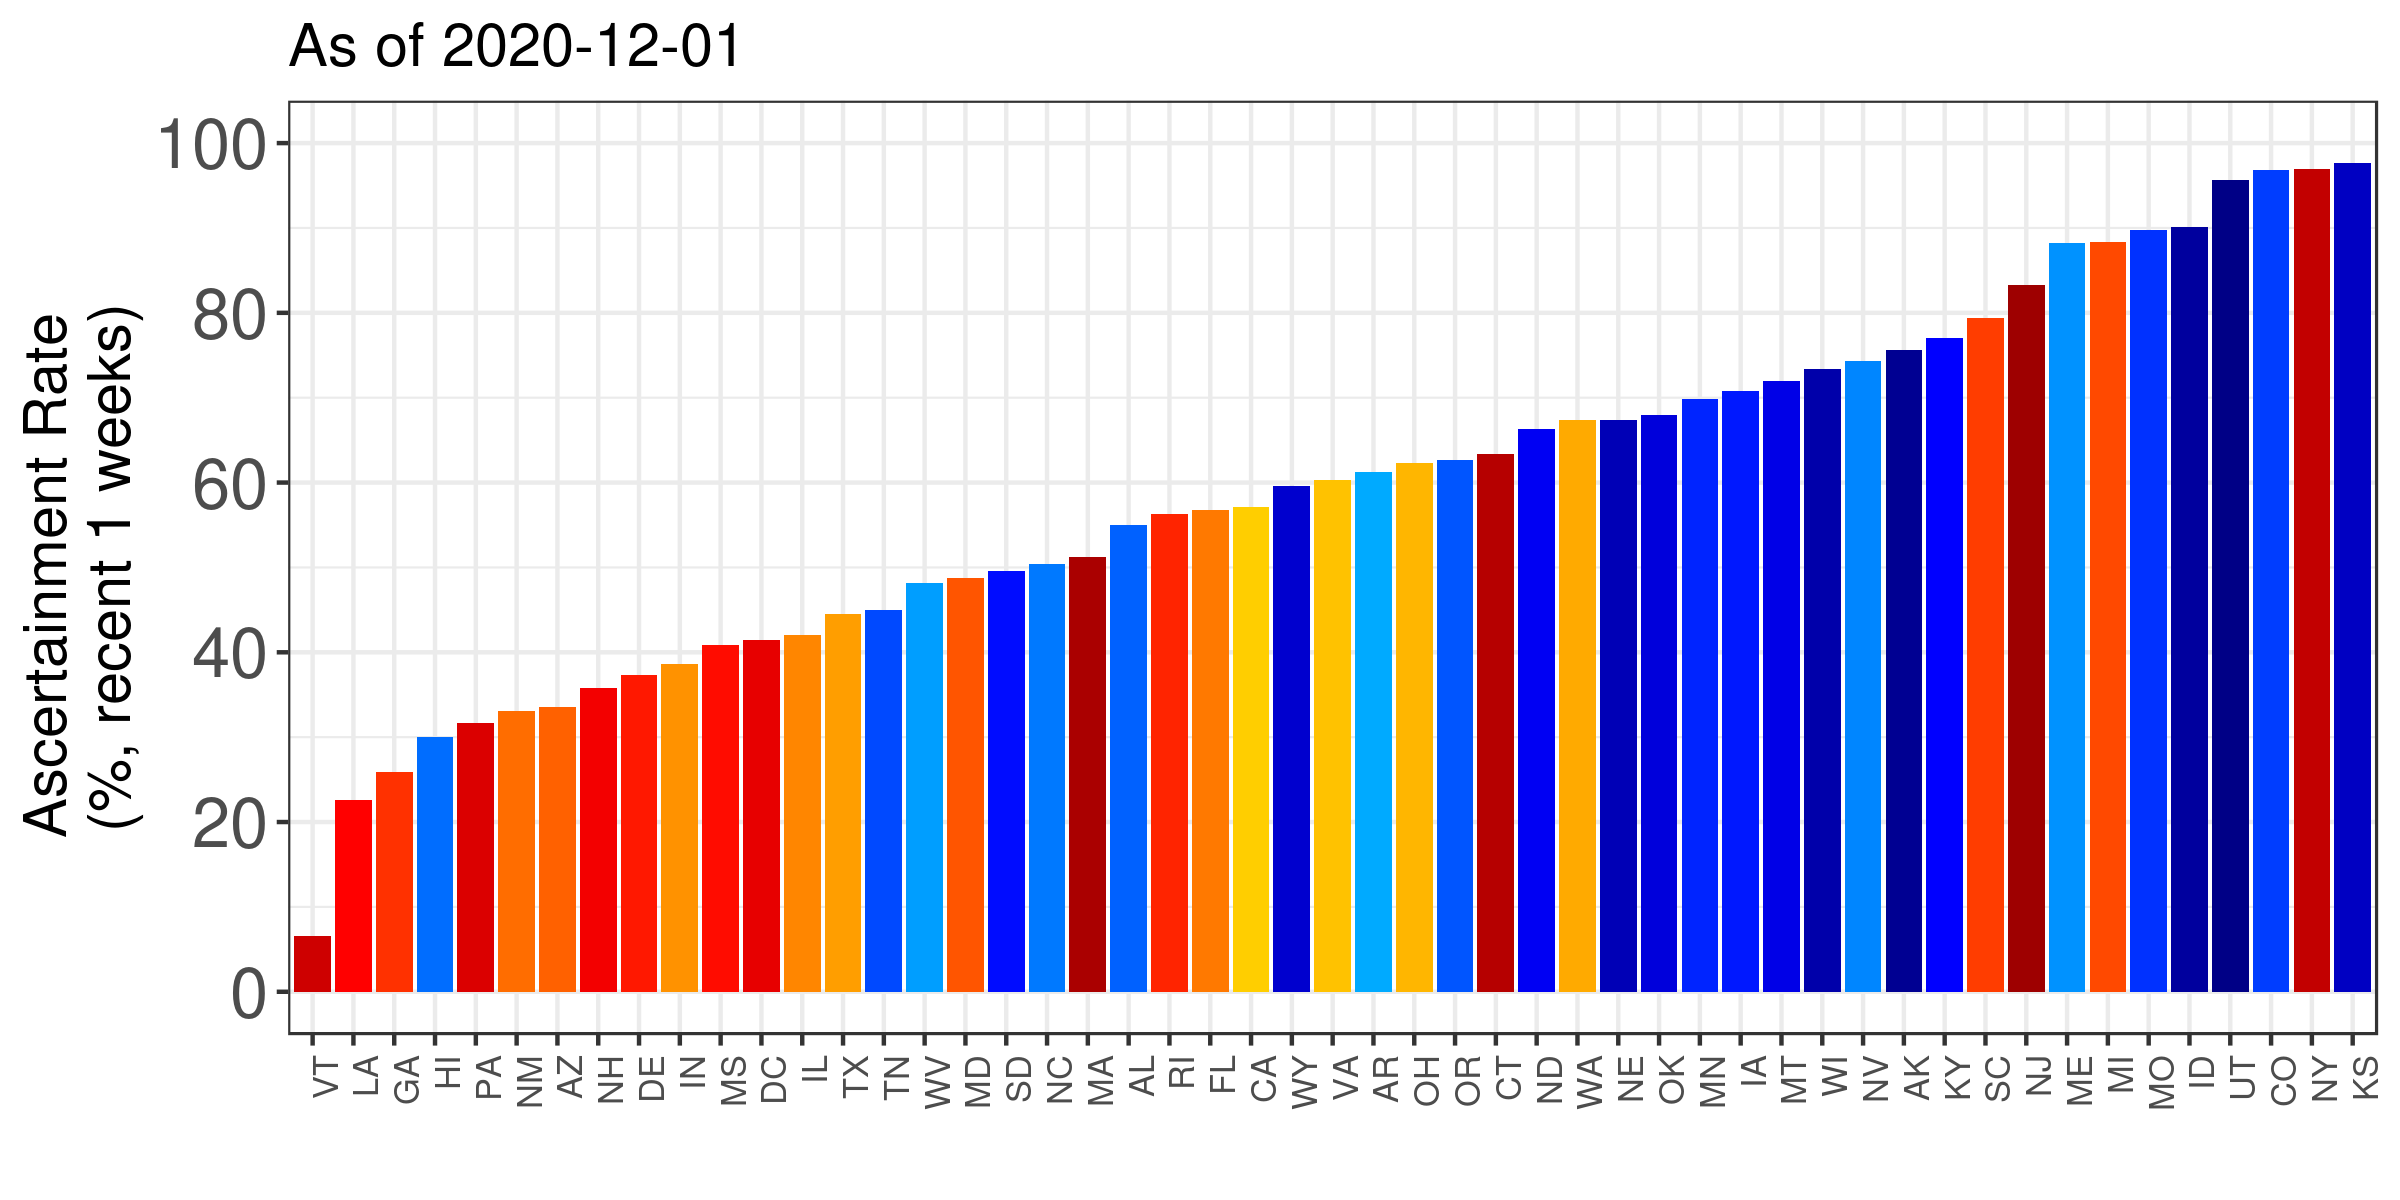 As of 2020-12-01
Ascertainment Rate
(%, recent 1 weeks)
100
80
60
40
20
0
VT LA GA HI PA NM AZ NH DE IN MS DC IL TX TN WV MD SD NC MA AL RI FL CA WY VA AR OH OR CT ND WA NE OK MN IA MT WI NV AK KY SC NJ ME MI MO ID UT CO NY KS